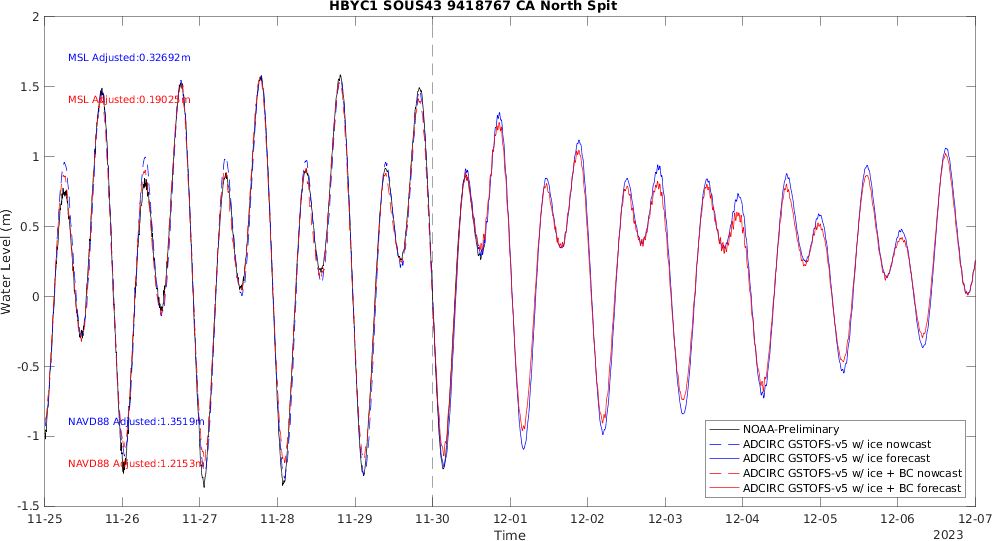 HBYC1 SOUS43 9418767 CA North Spit
2
1.5
1
0.5
0
-0.5
-1
-1.5
Water Level (m)
MSL Adjusted:0.32692m
MSL Adjusted:0.19025m
NAVD88 Adjusted:1.3519m
NAVD88 Adjusted:1.2153m
NOAA-Preliminary
ADCIRC GSTOFS-v5 w/ ice nowcast
ADCIRC GSTOFS-v5 w/ ice forecast
ADCIRC GSTOFS-v5 w/ ice + BC nowcast
ADCIRC GSTOFS-v5 w/ ice + BC forecast
11-25 11-26 11-27 11-28 11-29 11-30 12-01 12-02 12-03 12-04 12-05 12-06 12-07
Time
2023